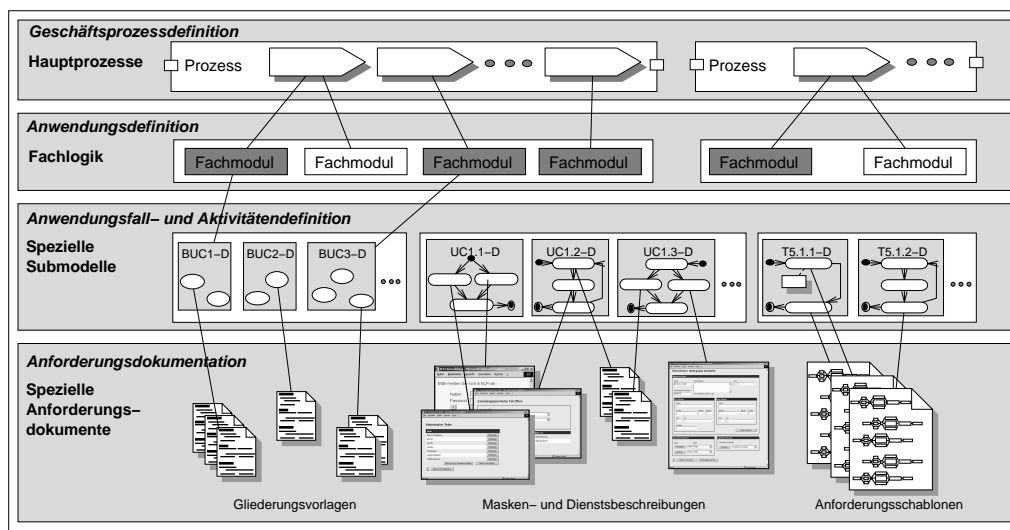 Geschäftsprozessdefinition
Hauptprozesse
Prozess
Prozess
Anwendungsdefinition
Fachlogik
Fachmodul
Fachmodul
Fachmodul
Fachmodul
Fachmodul
Fachmodul
Anwendungsfall– und Aktivitätendefinition
Spezielle
Submodelle
BUC1–D
BUC2–D
BUC3–D
UC1.1–D
UC1.2–D
UC1.3–D
T5.1.1–D
T5.1.2–D
Anforderungsdokumentation
Spezielle
Anforderungs–
dokumente
Gliederungsvorlagen
Masken– und Dienstsbeschreibungen
Anforderungsschablonen